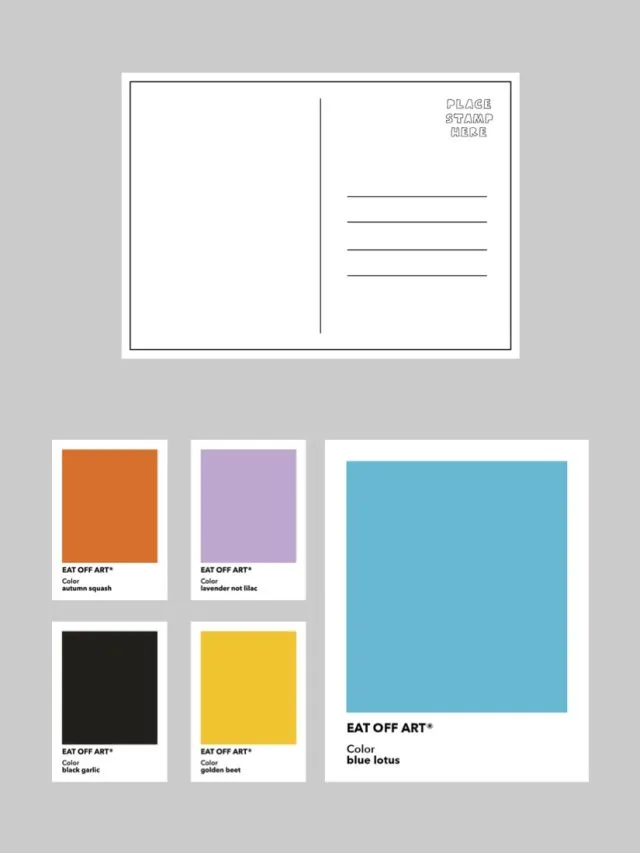 PLACE
STAMP
HERE
EAT OFF ART®
Color
autumn squash
EAT OFF ART®
Color
lavender not lilac
EAT OFF ART®
Color
black garlic
EAT OFF ART®
Color
golden beet
EAT OFF ART®
Color
blue lotus